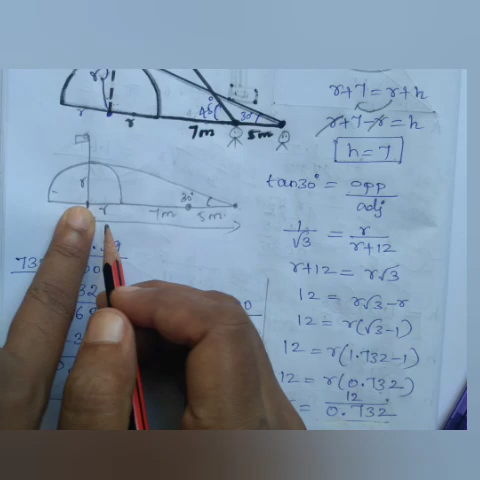 r
r
r
45° 30°
7m 5m
r
r 7m 30° 5m
r+7=r+h
r+7-r=h
h=7
tan30° = opp/adj
1/√3 = r/r+12
r+12 = r√3
12 = r√3-r
12 = r(√3-1)
12 = r(1.732-1)
12 = r(0.732)
= 12/0.732